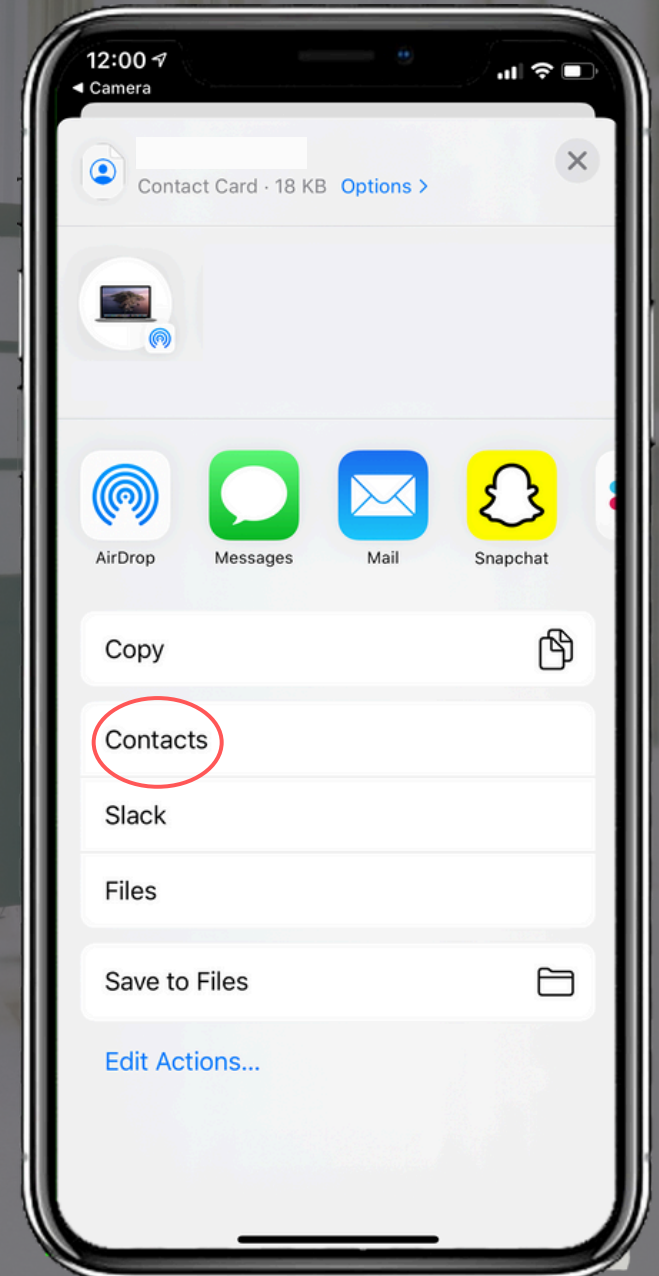 12:00
◀ Camera
Contact Card · 18 KB Options >
AirDrop Messages Mail Snapchat
Copy
Contacts
Slack
Files
Save to Files
Edit Actions...